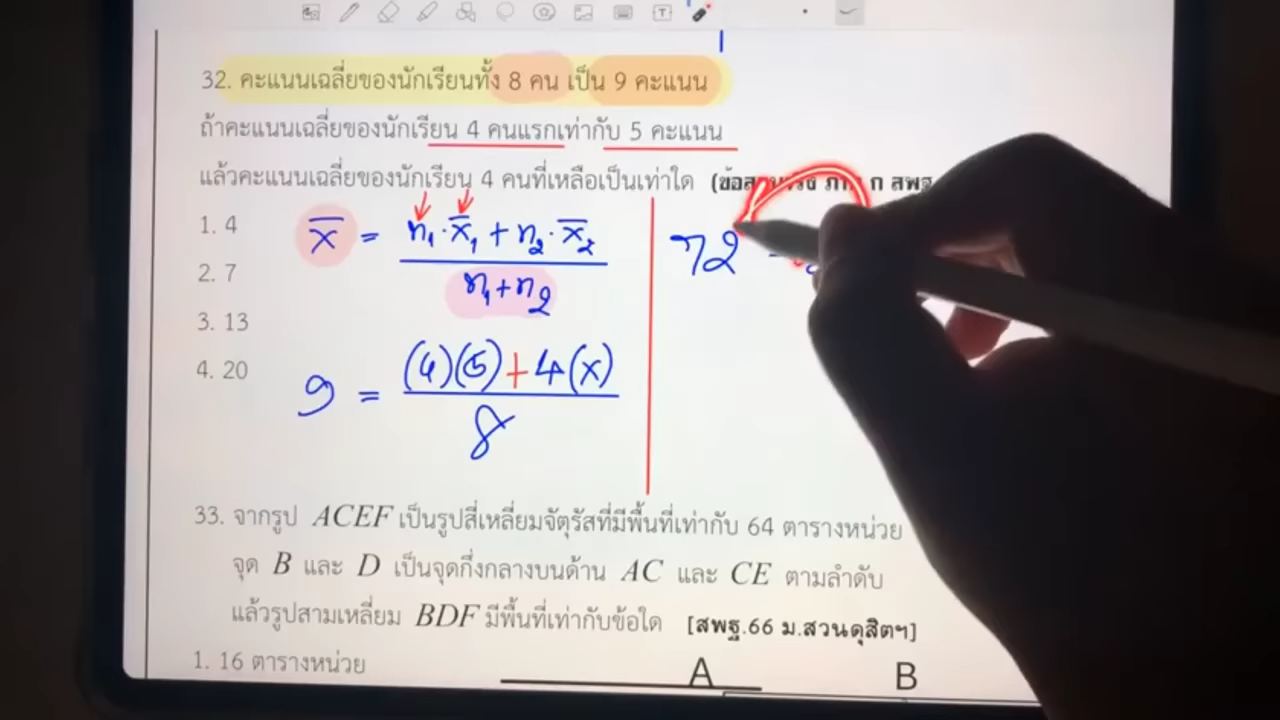 32. คะแนนเฉลี่ยของนักเรียนทั้ง 8 คน เป็น 9 คะแนน
ถ้าคะแนนเฉลี่ยของนักเรียน 4 คนแรกเท่ากับ 5 คะแนน
แล้วคะแนนเฉลี่ยของนักเรียน 4 คนที่เหลือเป็นเท่าใด
1. 4
2. 7
3. 13
4. 20
x̄ = n₁·x̄₁ + n₂·x̄₂
n₁+n₂
9 = (4)(5)+4(x)
8
72
33. จากรูป ACEF เป็นรูปสี่เหลี่ยมจัตุรัสที่มีพื้นที่เท่ากับ 64 ตารางหน่วย
จุด B และ D เป็นจุดกึ่งกลางบนด้าน AC และ CE ตามลำดับ
แล้วรูปสามเหลี่ยม BDF มีพื้นที่เท่ากับข้อใด [สพฐ.66 ม.สวนดุสิตฯ]
1. 16 ตารางหน่วย
A B